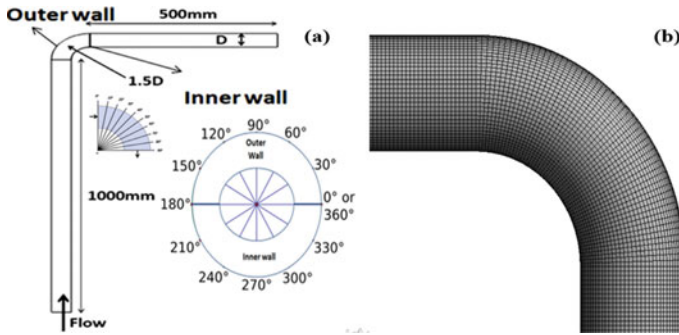 Outer wall
500mm
(a)
D
1.5D
Inner wall
1000mm
90°
120°
60°
Outer
Wall
150°
30°
180°
0° or
360°
210°
330°
Inner wall
240°
300°
270°
Flow
(b)